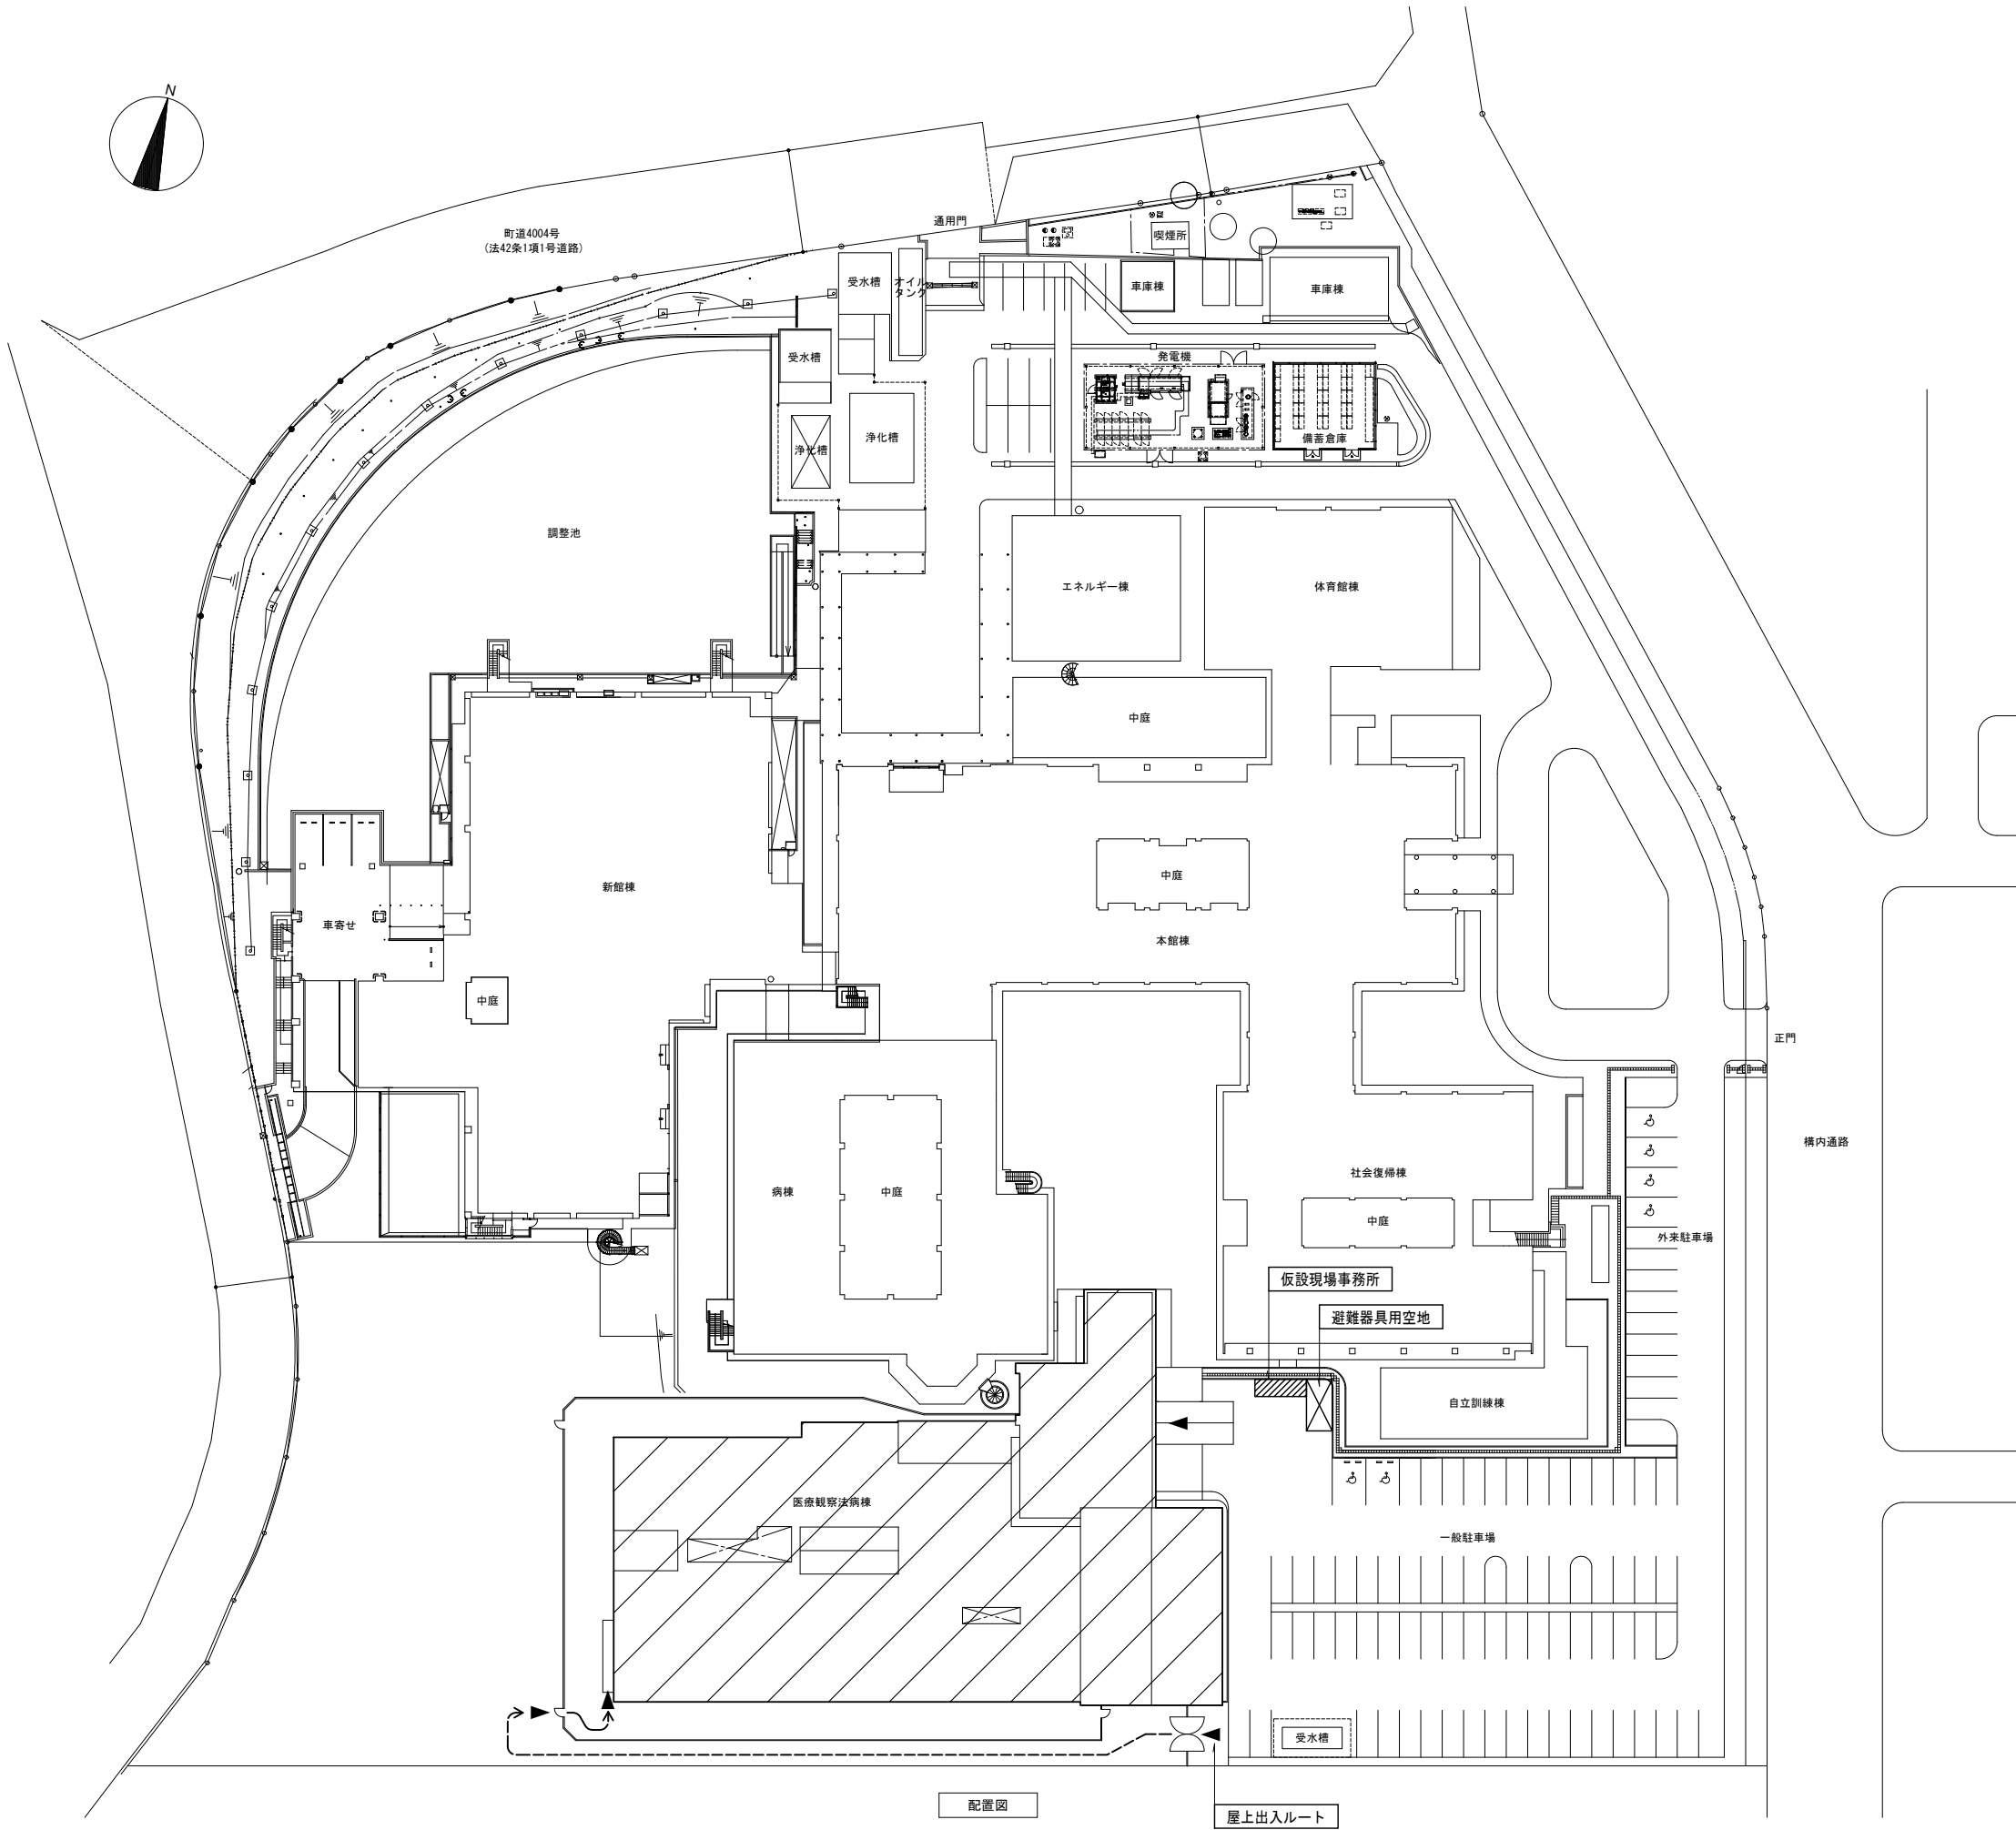 N
町道4004号
(法42条1項1号道路)
通用門
喫煙所
受水槽
オイル
タンク
車庫棟
車庫棟
受水槽
発電機
浄化槽
浄化槽
備蓄倉庫
調整池
エネルギー棟
体育館棟
中庭
新館棟
中庭
車寄せ
本館棟
中庭
正門
構内通路
社会復帰棟
病棟
中庭
中庭
外来駐車場
仮設現場事務所
避難器具用空地
自立訓練棟
医療観察法病棟
一般駐車場
受水槽
配置図
屋上出入ルート